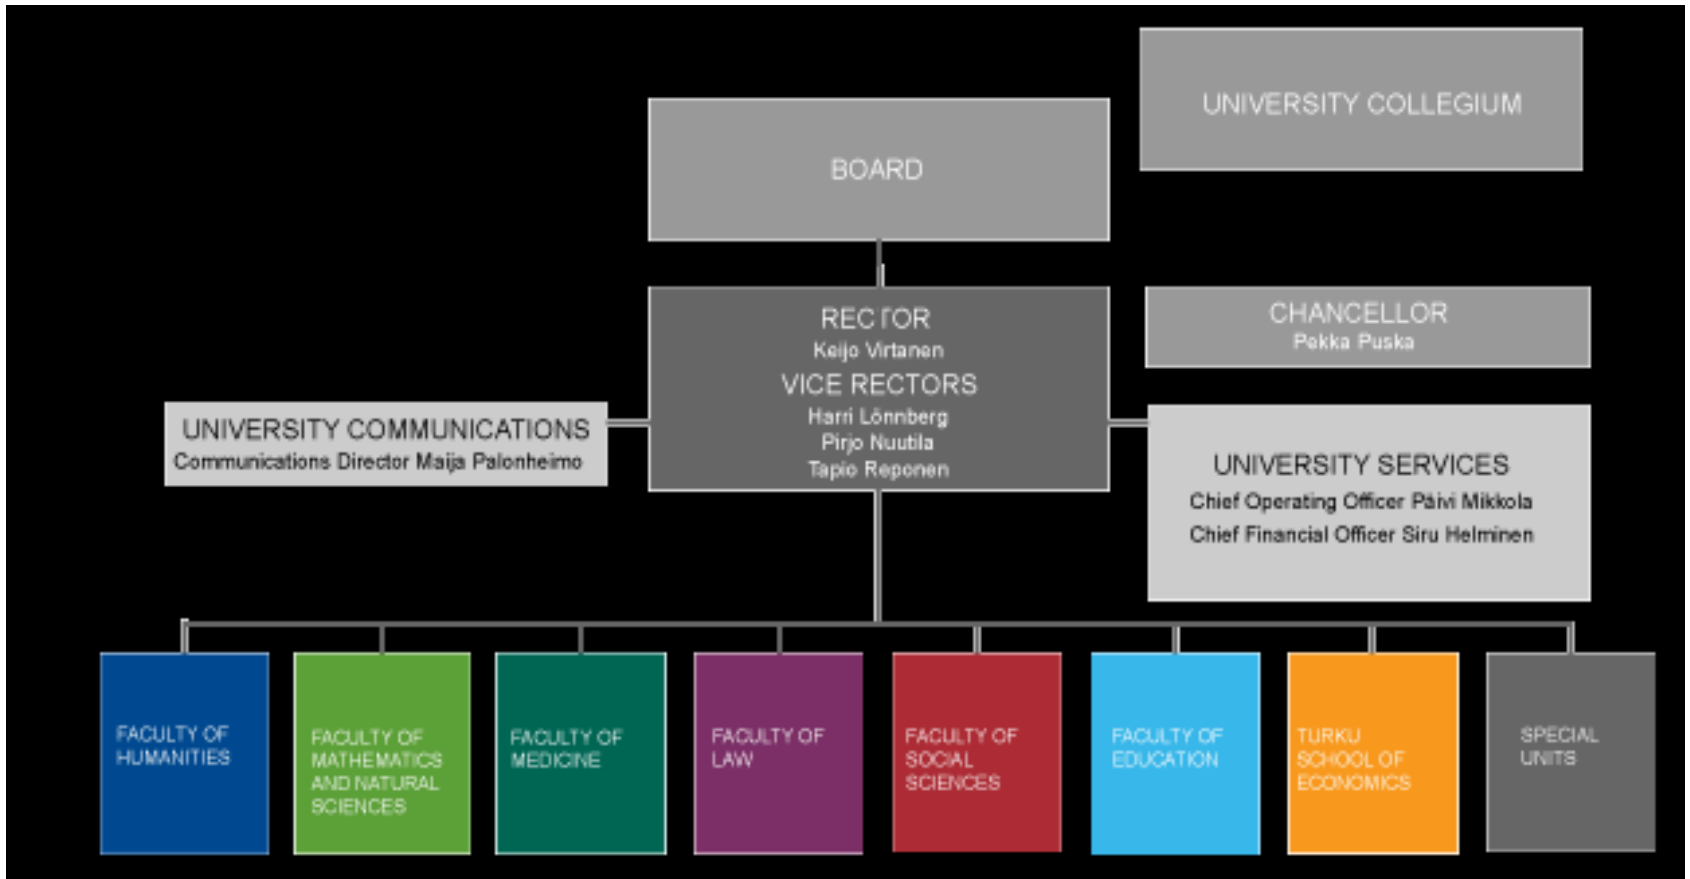 UNIVERSITY COLLEGIUM
BOARD
RECTOR
Keijo Virtanen
VICE RECTORS
Harri Lönnberg
Pirjo Nuutila
Tapio Reponen
CHANCELLOR
Pekka Puska
UNIVERSITY COMMUNICATIONS
Communications Director Maija Palonheimo
UNIVERSITY SERVICES
Chief Operating Officer Päivi Mikkola
Chief Financial Officer Siru Helminen
FACULTY OF
HUMANITIES
FACULTY OF
MATHEMATICS
AND NATURAL
SCIENCES
FACULTY OF
MEDICINE
FACULTY OF
LAW
FACULTY OF
SOCIAL
SCIENCES
FACULTY OF
EDUCATION
TURKU
SCHOOL OF
ECONOMICS
SPECIAL
UNITS